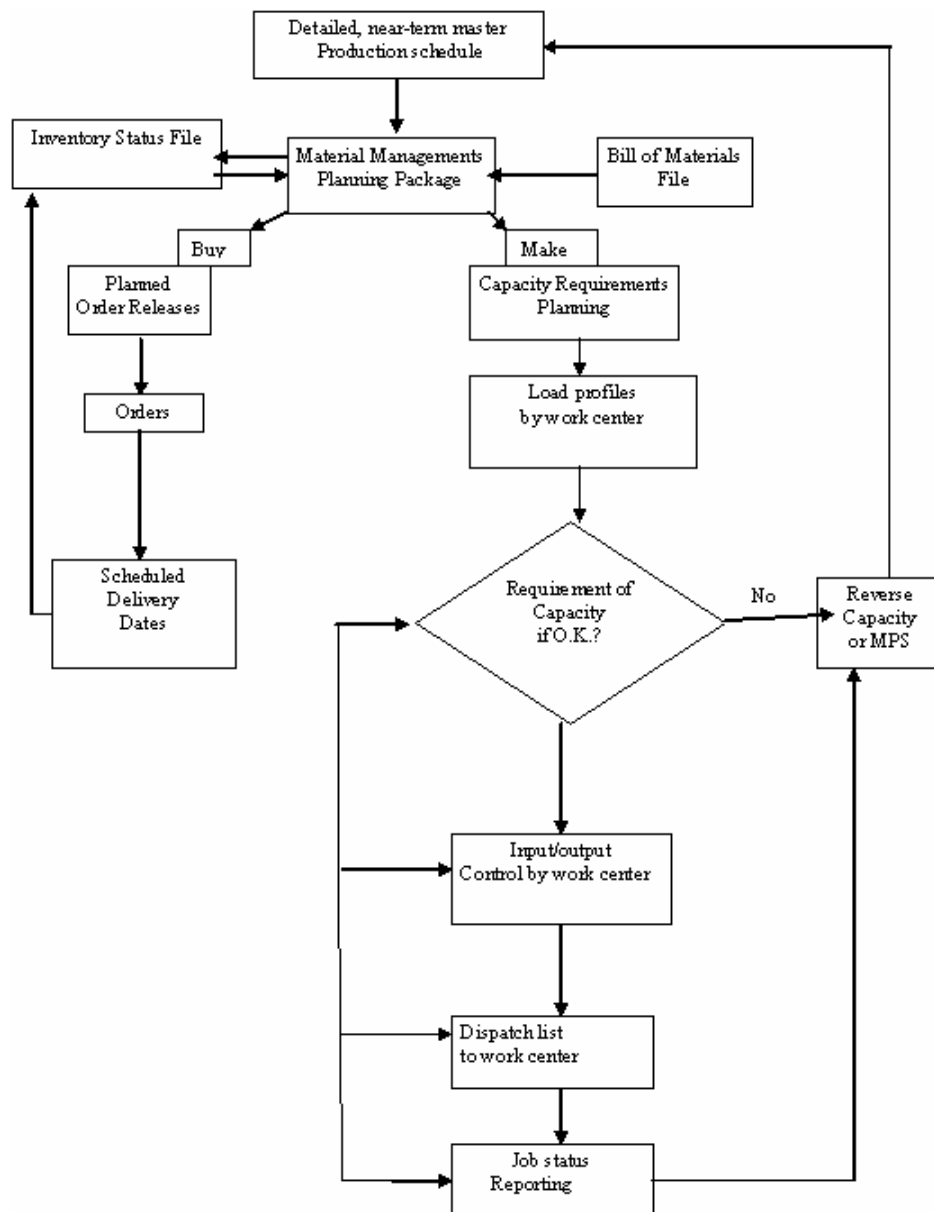 Detailed, near-term master
Production schedule
Inventory Status File
Material Managements
Planning Package
Bill of Materials
File
Buy
Make
Planned
Order Releases
Capacity Requirements
Planning
Orders
Load profiles
by work center
Scheduled
Delivery
Dates
Requirement of
Capacity
if O.K.?
No
Reverse
Capacity
or MPS
Input/output
Control by work center
Dispatch list
to work center
Job status
Reporting